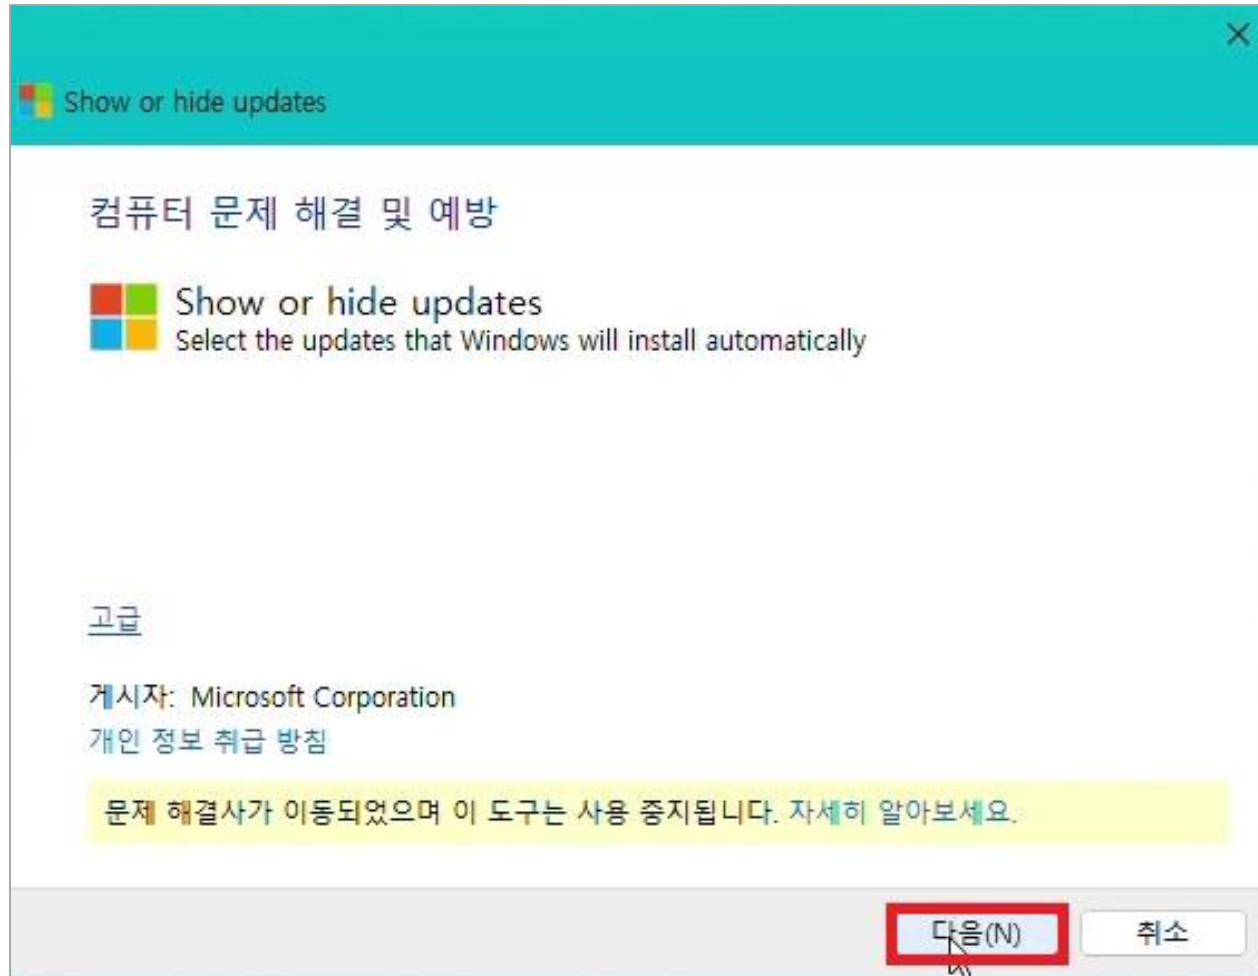 Show or hide updates
컴퓨터 문제 해결 및 예방
Show or hide updates
Select the updates that Windows will install automatically
고급
게시자: Microsoft Corporation
개인 정보 취급 방침
문제 해결사가 이동되었으며 이 도구는 사용 중지됩니다. 자세히 알아보세요.
다음(N) 취소